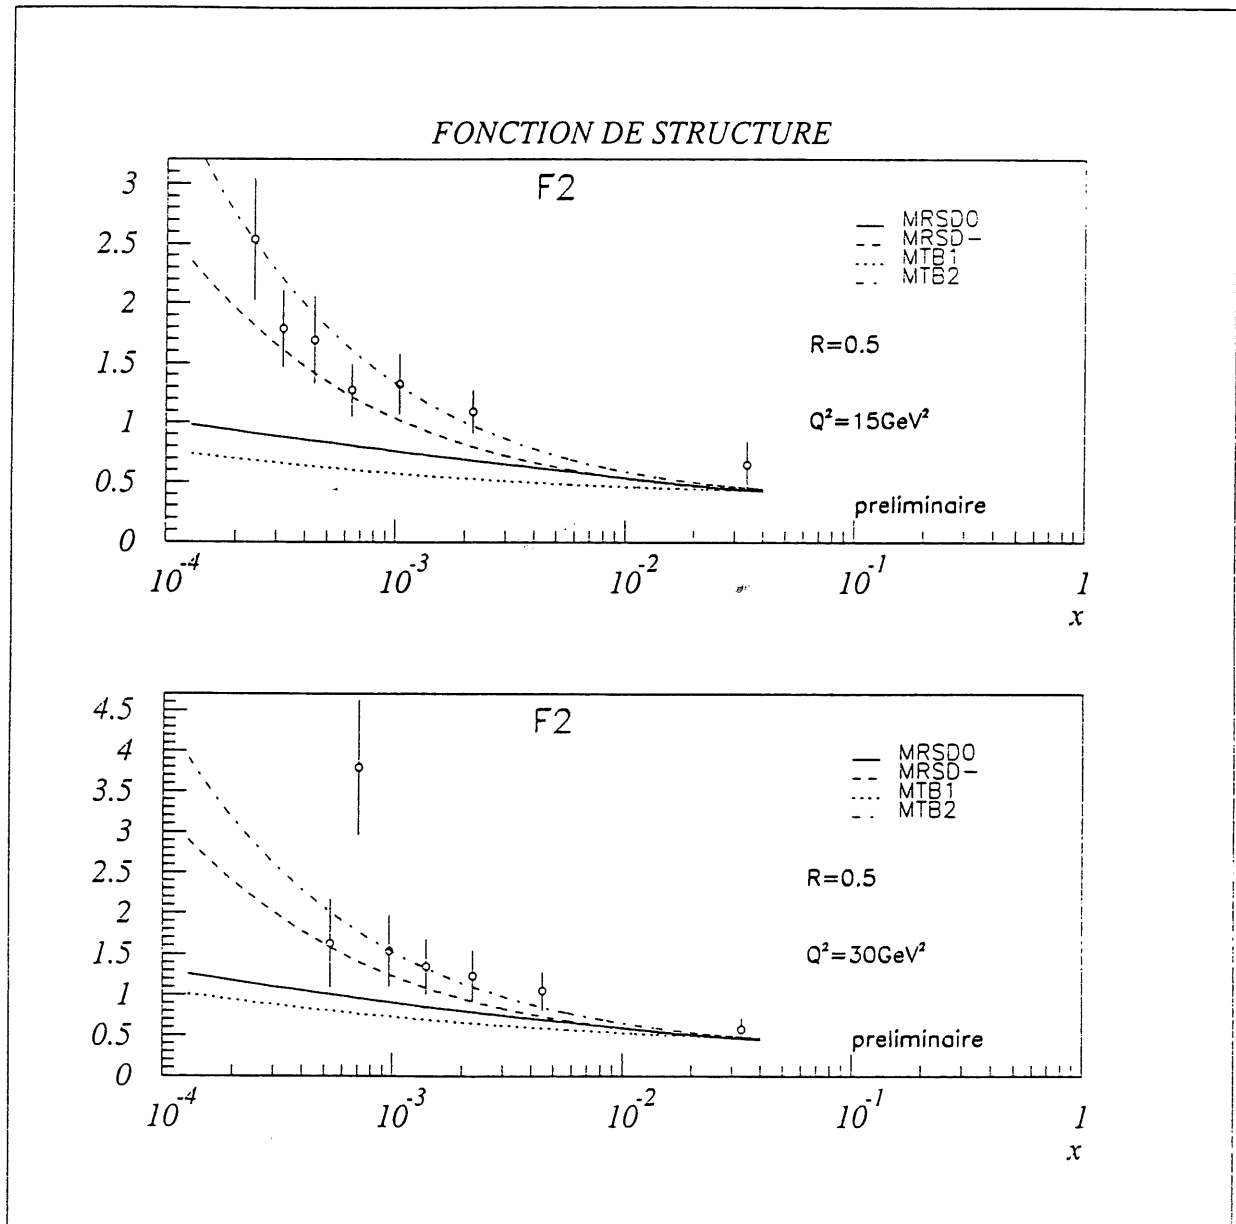 FONCTION DE STRUCTURE
F2
3
2.5
2
1.5
1
0.5
0
MRSD0
MRSD-
MTB1
MTB2
R=0.5
Q²=15GeV²
preliminaire
10⁻⁴
10⁻³
10⁻²
10⁻¹
1
x
F2
4.5
4
3.5
3
2.5
2
1.5
1
0.5
0
MRSD0
MRSD-
MTB1
MTB2
R=0.5
Q²=30GeV²
preliminaire
10⁻⁴
10⁻³
10⁻²
10⁻¹
1
x